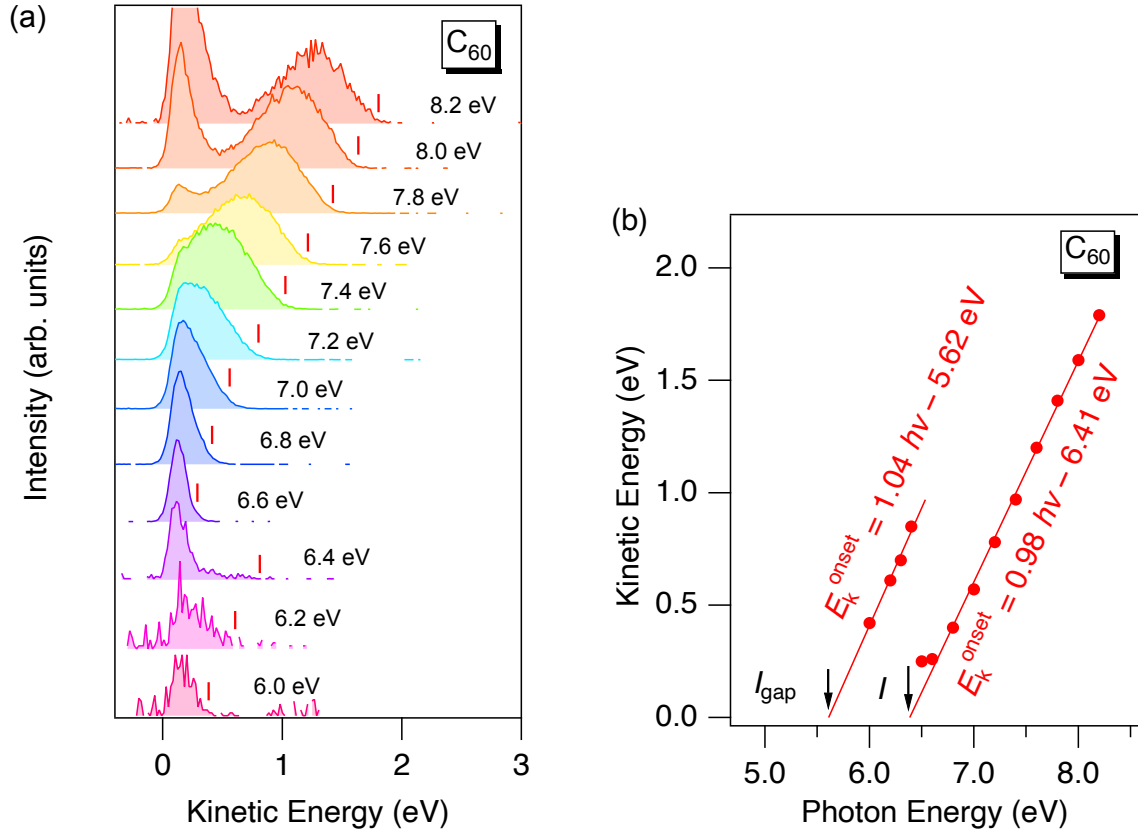 (a)
C60
8.2 eV
8.0 eV
7.8 eV
7.6 eV
7.4 eV
7.2 eV
7.0 eV
6.8 eV
6.6 eV
6.4 eV
6.2 eV
6.0 eV
Intensity (arb. units)
0 1 2 3
Kinetic Energy (eV)
(b)
C60
2.0
1.5
1.0
0.5
0.0
Kinetic Energy (eV)
Ek onset = 1.04 hν − 5.62 eV
Ek onset = 0.98 hν − 6.41 eV
Igap
I
5.0 6.0 7.0 8.0
Photon Energy (eV)